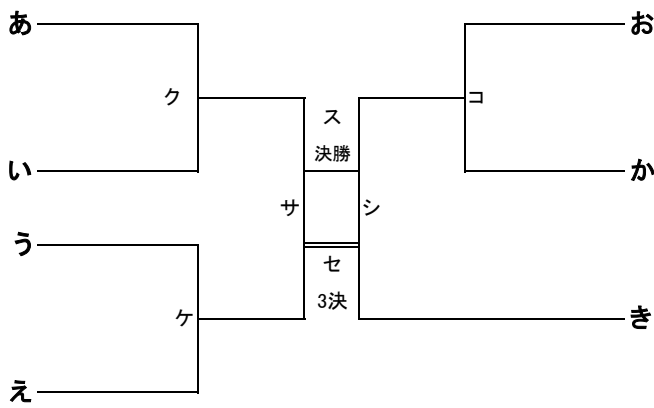 あ
お
ク
コ
ス
決勝
い
か
サ
シ
う
セ
3決
ケ
き
え